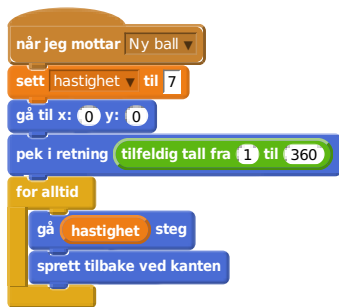 når jeg mottar Ny ball
sett hastighet til 7
gå til x: 0 y: 0
pek i retning tilfeldig tall fra 1 til 360
for alltid
gå hastighet steg
sprett tilbake ved kanten